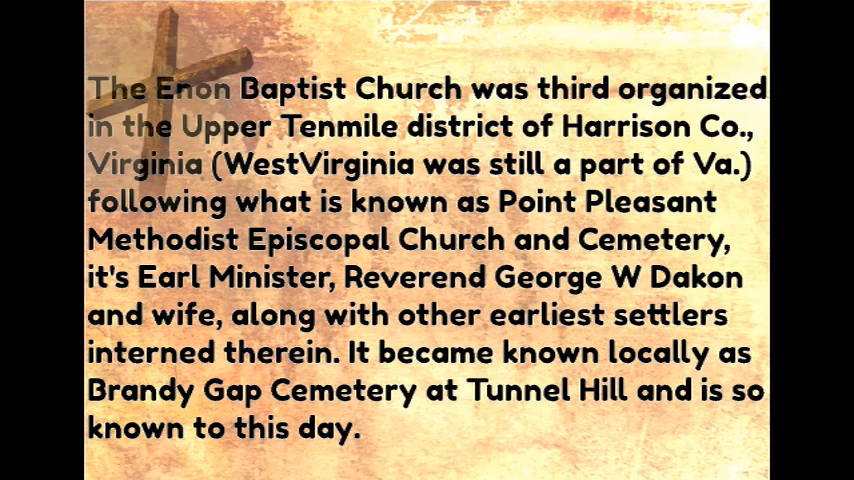 The Enon Baptist Church was third organized
in the Upper Tenmile district of Harrison Co.,
Virginia (WestVirginia was still a part of Va.)
following what is known as Point Pleasant
Methodist Episcopal Church and Cemetery,
it's Earl Minister, Reverend George W Dakon
and wife, along with other earliest settlers
interned therein. It became known locally as
Brandy Gap Cemetery at Tunnel Hill and is so
known to this day.